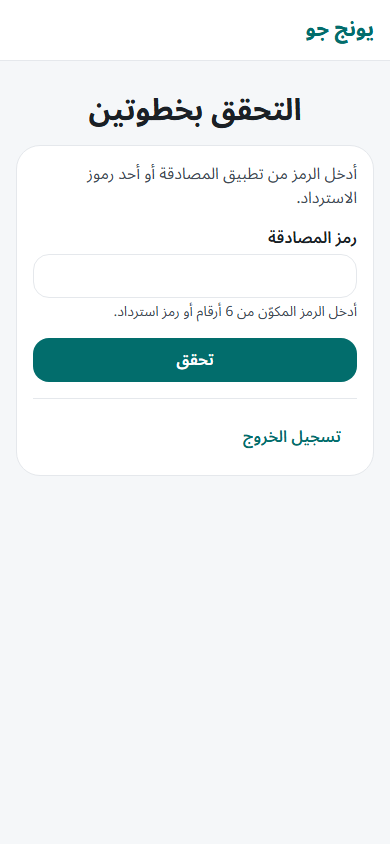 يونج جو
التحقق بخطوتين
أدخل الرمز من تطبيق المصادقة أو أحد رموز
الاسترداد.
رمز المصادقة
أدخل الرمز المكوّن من 6 أرقام أو رمز استرداد.
تحقق
تسجيل الخروج